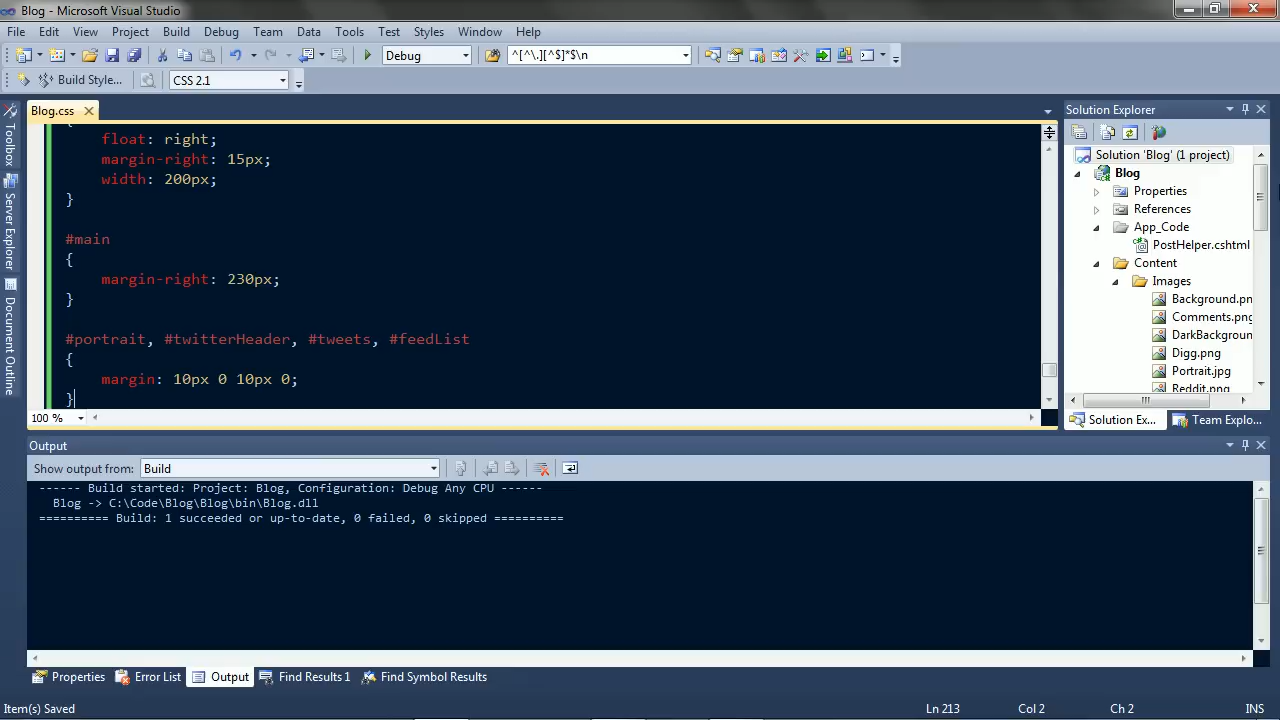 Blog - Microsoft Visual Studio
File Edit View Project Build Debug Team Data Tools Test Styles Window Help
Debug ^[^\.][^$]*$\n
Build Style... CSS 2.1
Blog.css
Toolbox
Server Explorer
Document Outline
{
float: right;
margin-right: 15px;
width: 200px;
}
#main
{
margin-right: 230px;
}
#portrait, #twitterHeader, #tweets, #feedList
{
margin: 10px 0 10px 0;
}
100 %
Solution Explorer
Solution 'Blog' (1 project)
Blog
Properties
References
App_Code
PostHelper.cshtml
Content
Images
Background.pn
Comments.png
DarkBackgroun
Digg.png
Portrait.jpg
Reddit.png
Solution Ex... Team Explo...
Output
Show output from: Build
------ Build started: Project: Blog, Configuration: Debug Any CPU ------
Blog -> C:\Code\Blog\Blog\bin\Blog.dll
========== Build: 1 succeeded or up-to-date, 0 failed, 0 skipped ==========
Properties Error List Output Find Results 1 Find Symbol Results
Item(s) Saved Ln 213 Col 2 Ch 2 INS